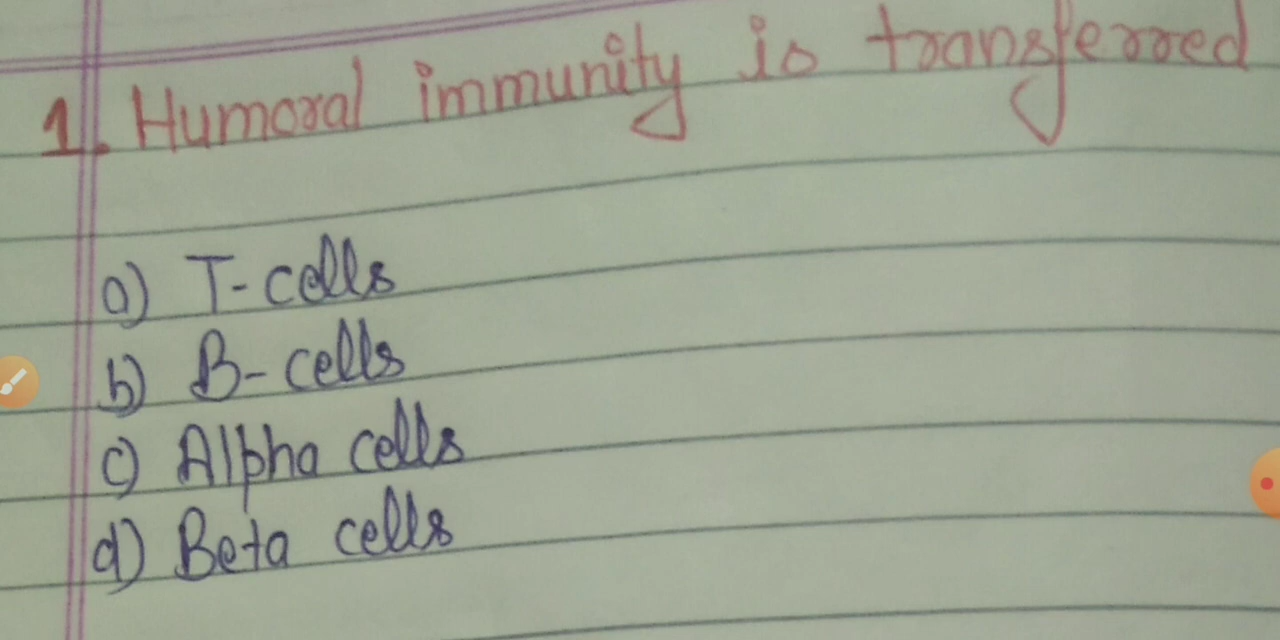 1. Humoral immunity is transferred
a) T-cells
b) B-cells
c) Alpha cells
d) Beta cells